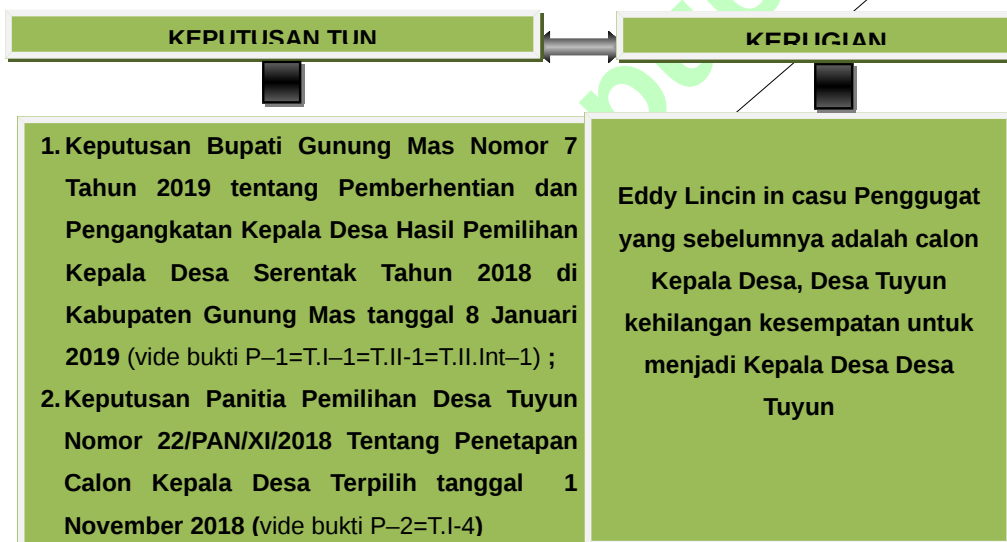 KEPUTUSAN TUN
KERUGIAN
1. Keputusan Bupati Gunung Mas Nomor 7
Tahun 2019 tentang Pemberhentian dan
Pengangkatan Kepala Desa Hasil Pemilihan
Kepala Desa Serentak Tahun 2018 di
Kabupaten Gunung Mas tanggal 8 Januari
2019 (vide bukti P–1=T.I–1=T.II-1=T.II.Int–1) ;
2. Keputusan Panitia Pemilihan Desa Tuyun
Nomor 22/PAN/XI/2018 Tentang Penetapan
Calon Kepala Desa Terpilih tanggal 1
November 2018 (vide bukti P–2=T.I-4)
Eddy Lincin in casu Penggugat
yang sebelumnya adalah calon
Kepala Desa, Desa Tuyun
kehilangan kesempatan untuk
menjadi Kepala Desa Desa
Tuyun